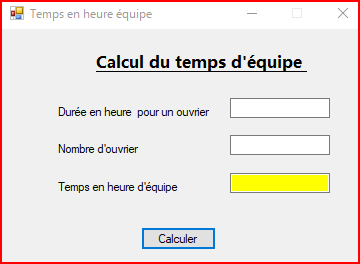 Temps en heure équipe
Calcul du temps d'équipe
Durée en heure pour un ouvrier
Nombre d'ouvrier
Temps en heure d'équipe
Calculer